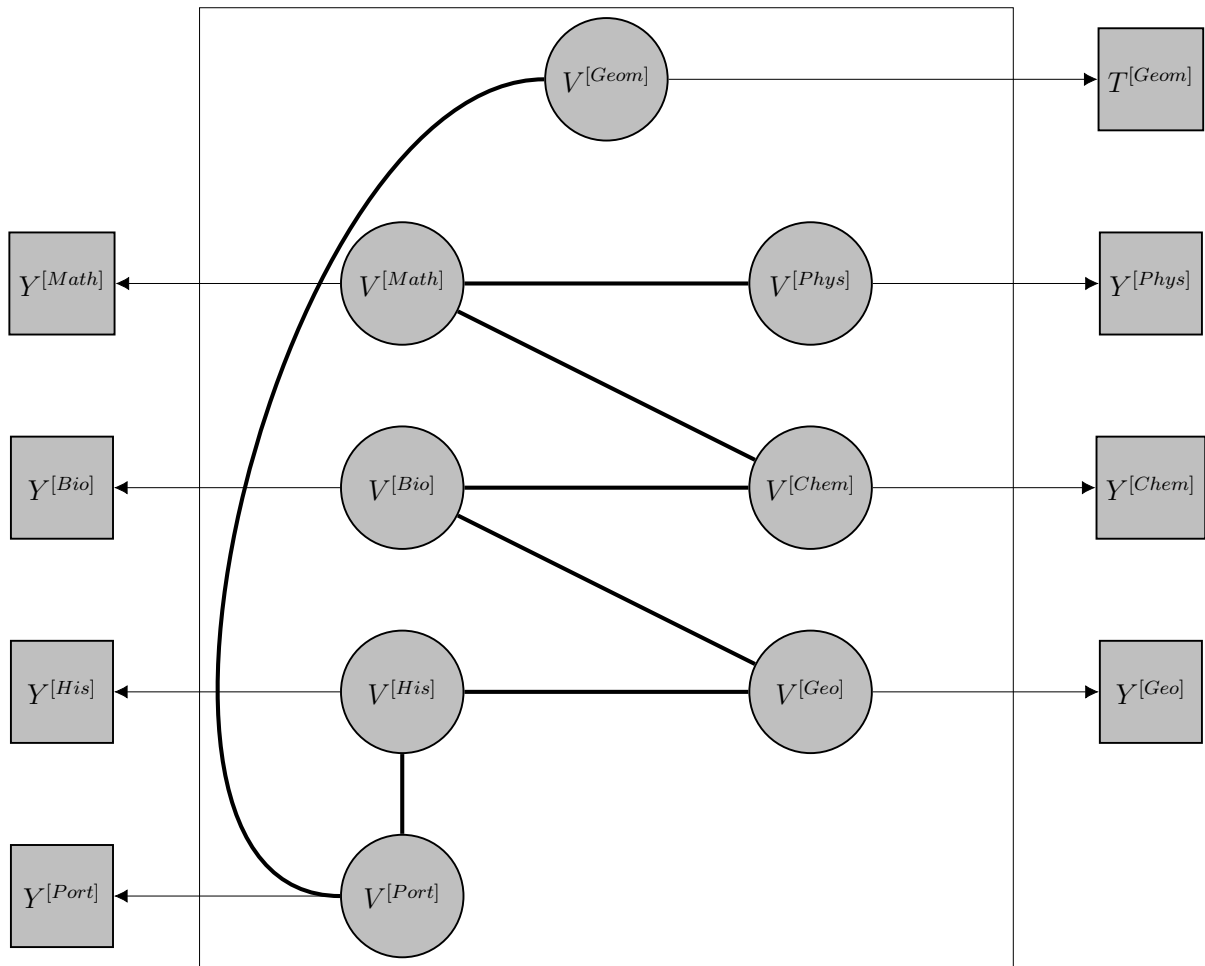 V^{[Geom]} T^{[Geom]}
Y^{[Math]} V^{[Math]} V^{[Phys]} Y^{[Phys]}
Y^{[Bio]} V^{[Bio]} V^{[Chem]} Y^{[Chem]}
Y^{[His]} V^{[His]} V^{[Geo]} Y^{[Geo]}
Y^{[Port]} V^{[Port]}